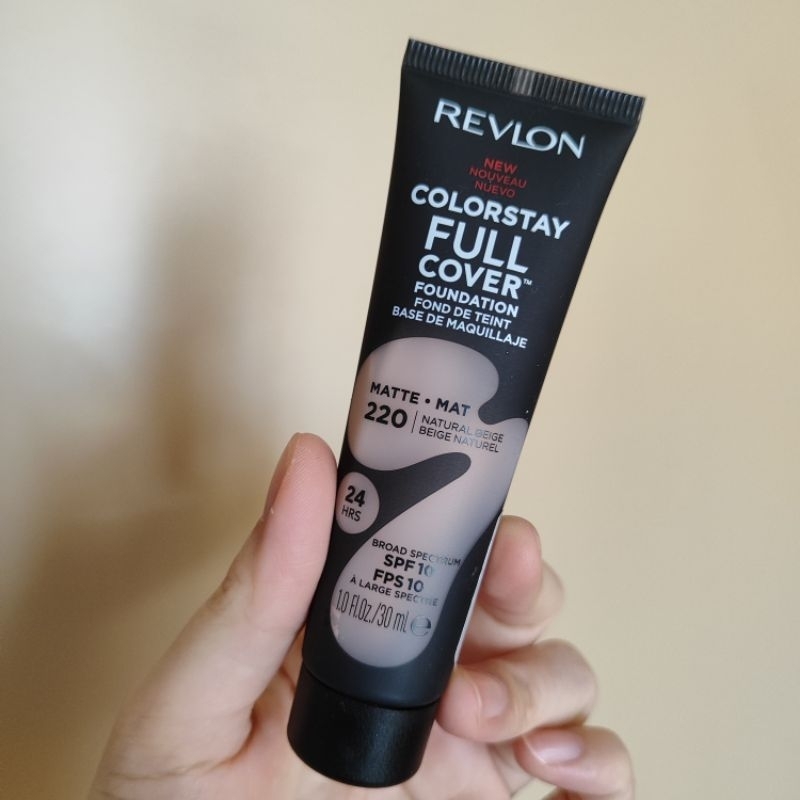 REVLON
NEW
NOUVEAU
NUEVO
COLORSTAY
FULL
COVER™
FOUNDATION
FOND DE TEINT
BASE DE MAQUILLAJE
MATTE • MAT
220 | NATURAL BEIGE
BEIGE NATUREL
24
HRS
BROAD SPECTRUM
SPF 10
FPS 10
À LARGE SPECTRE
1.0 Fl.Oz./30 ml ℮